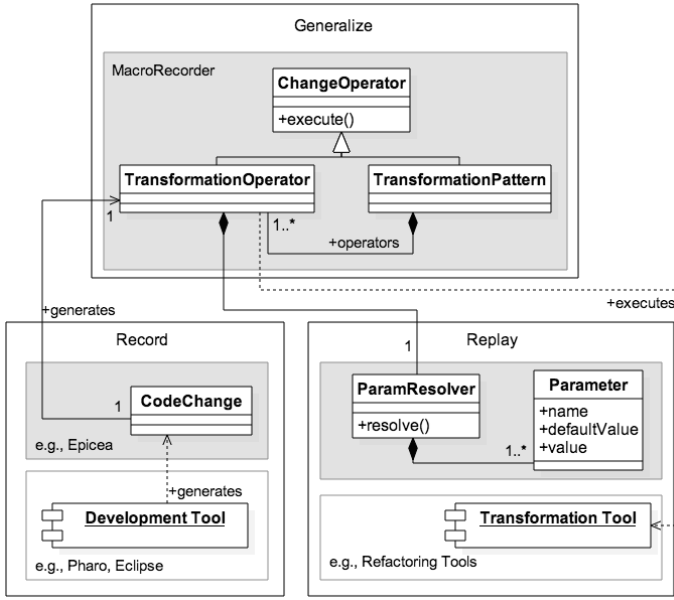 Generalize
MacroRecorder
ChangeOperator
+execute()
TransformationOperator
TransformationPattern
1
1..*
+operators
+generates
+executes
Record
Replay
1
CodeChange
1
e.g., Epicea
ParamResolver
+resolve()
Parameter
+name
+defaultValue
+value
1..*
+generates
Development Tool
e.g., Pharo, Eclipse
Transformation Tool
e.g., Refactoring Tools